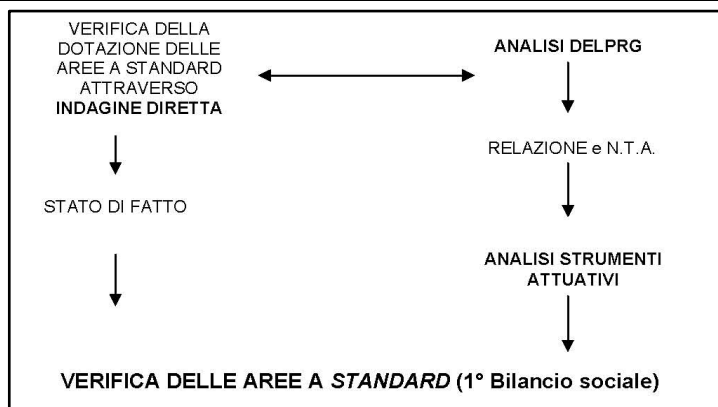 VERIFICA DELLA
DOTAZIONE DELLE
AREE A STANDARD
ATTRAVERSO
INDAGINE DIRETTA
STATO DI FATTO
ANALISI DELPRG
RELAZIONE e N.T.A.
ANALISI STRUMENTI
ATTUATIVI
VERIFICA DELLE AREE A STANDARD (1° Bilancio sociale)